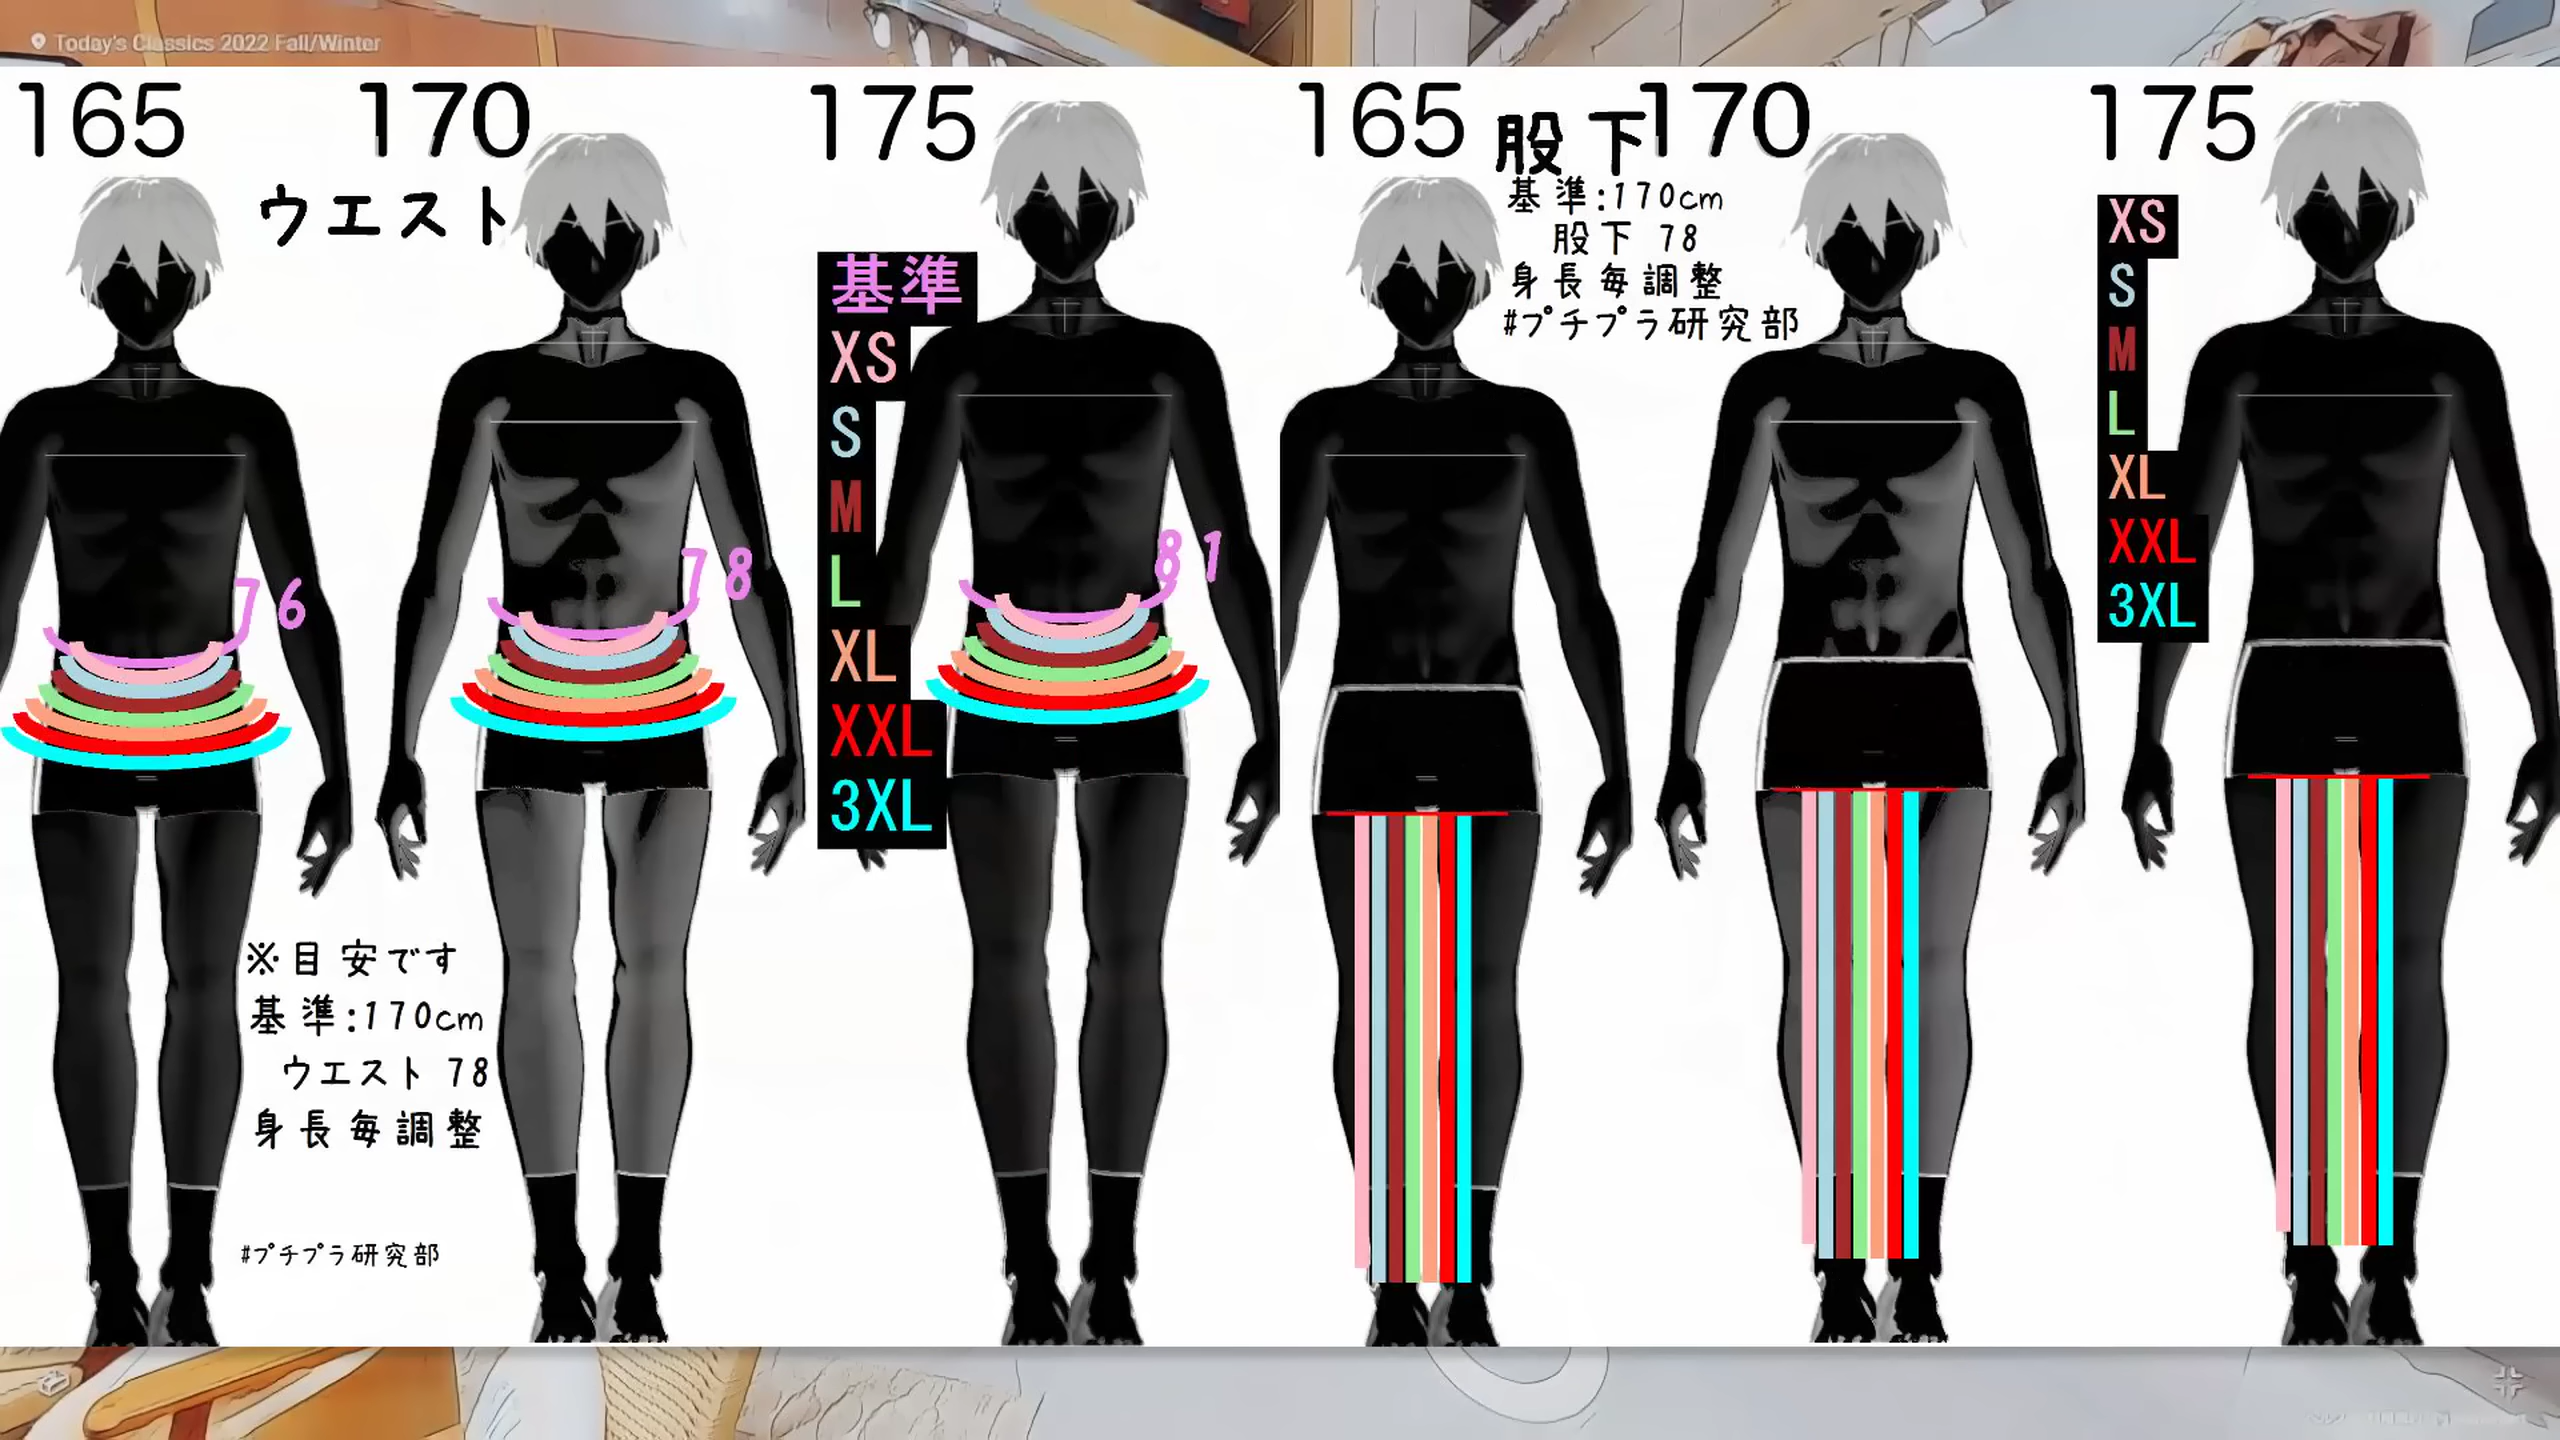 Today's Classics 2022 Fall/Winter
165
170
ウエスト
175
基準
XS
S
M
L
XL
XXL
3XL
76
78
81
※目安です
基準:170cm
ウエスト 78
身長毎調整
#プチプラ研究部
165
股下
170
基準:170cm
股下 78
身長毎調整
#プチプラ研究部
175
XS
S
M
L
XL
XXL
3XL